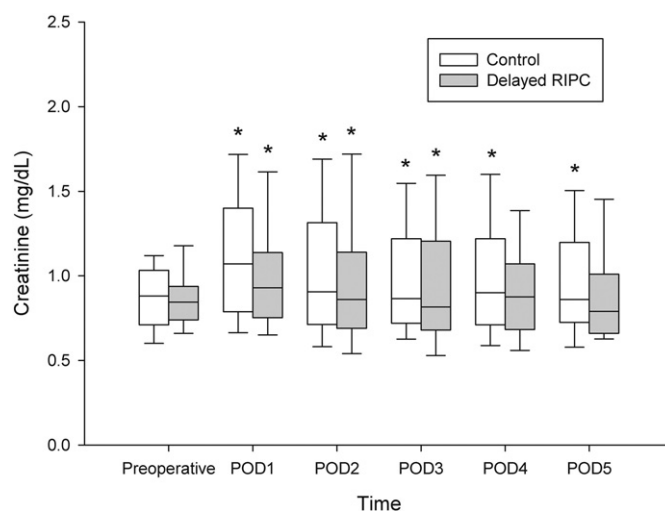 2.5
2.0
1.5
1.0
0.5
0.0
Creatinine (mg/dL)
Control
Delayed RIPC
* * * * * * * *
Preoperative POD1 POD2 POD3 POD4 POD5
Time